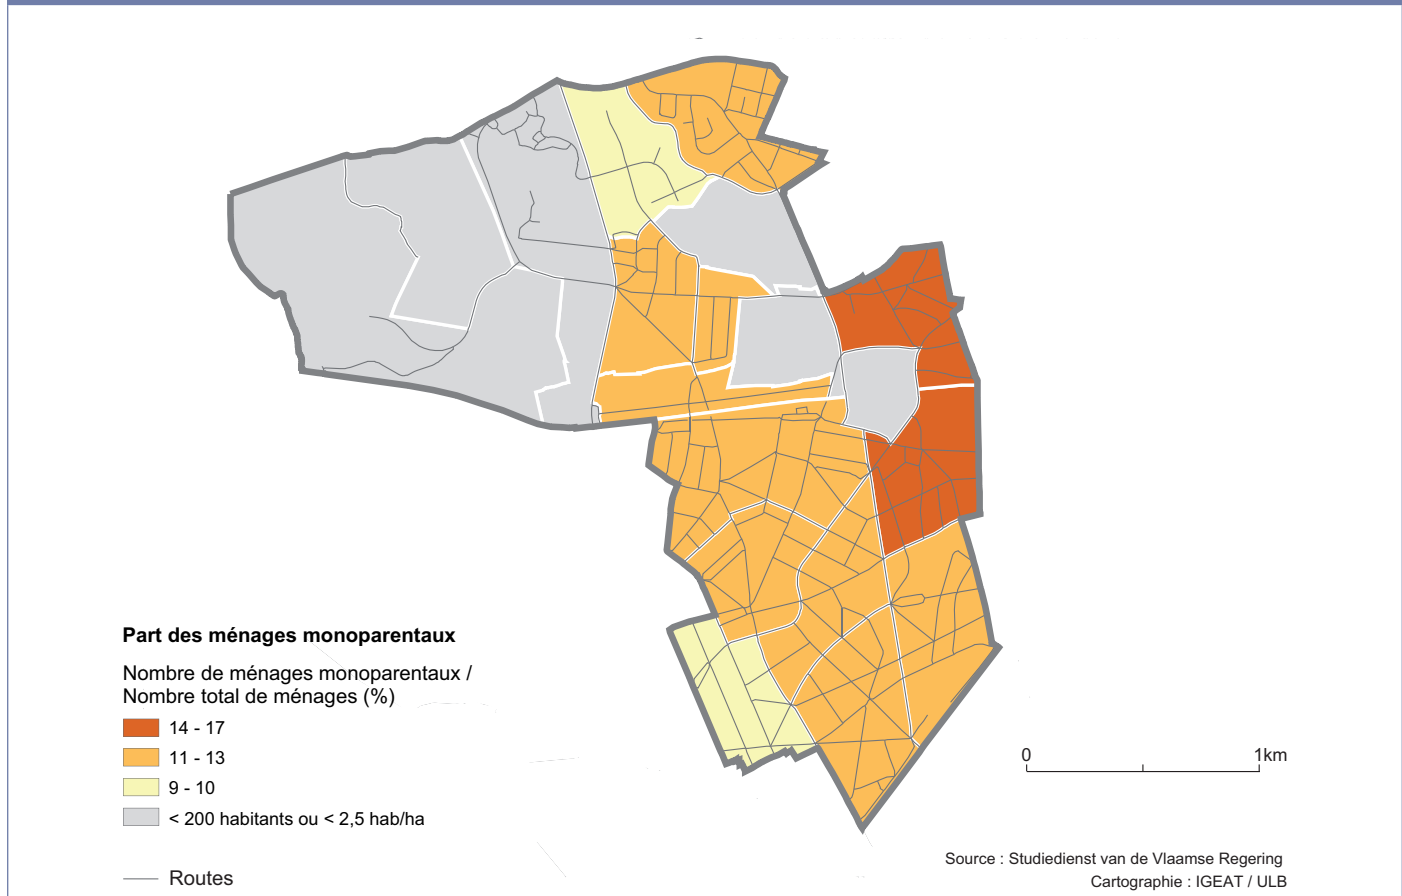 Part des ménages monoparentaux
Nombre de ménages monoparentaux /
Nombre total de ménages (%)
14 - 17
11 - 13
9 - 10
< 200 habitants ou < 2,5 hab/ha
Routes
0 1km
Source : Studiedienst van de Vlaamse Regering
Cartographie : IGEAT / ULB